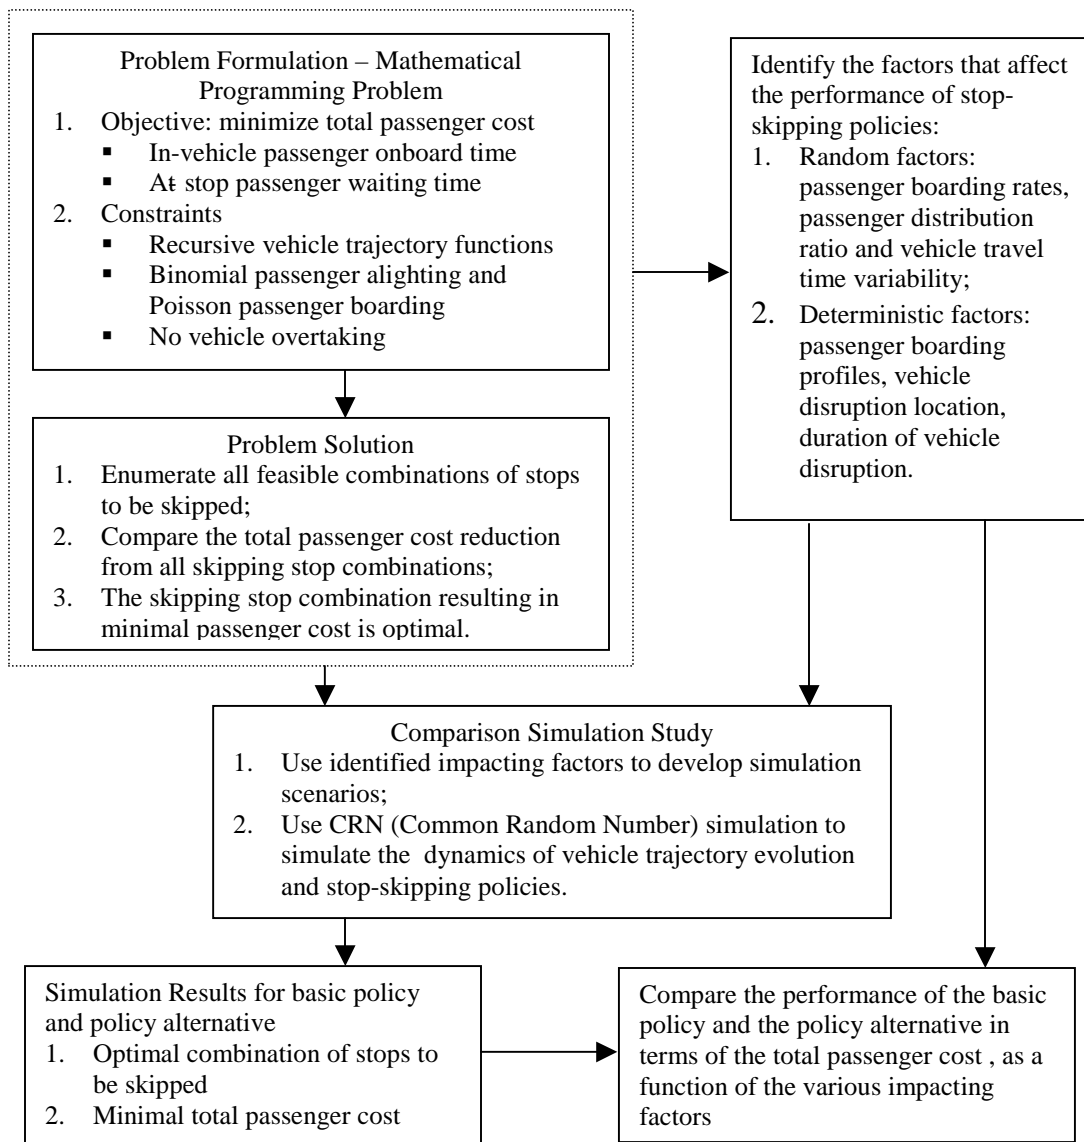 Problem Formulation – Mathematical
Programming Problem
1. Objective: minimize total passenger cost
▪ In-vehicle passenger onboard time
▪ At stop passenger waiting time
2. Constraints
▪ Recursive vehicle trajectory functions
▪ Binomial passenger alighting and
Poisson passenger boarding
▪ No vehicle overtaking
Problem Solution
1. Enumerate all feasible combinations of stops
to be skipped;
2. Compare the total passenger cost reduction
from all skipping stop combinations;
3. The skipping stop combination resulting in
minimal passenger cost is optimal.
Identify the factors that affect
the performance of stop-
skipping policies:
1. Random factors:
passenger boarding rates,
passenger distribution
ratio and vehicle travel
time variability;
2. Deterministic factors:
passenger boarding
profiles, vehicle
disruption location,
duration of vehicle
disruption.
Comparison Simulation Study
1. Use identified impacting factors to develop simulation
scenarios;
2. Use CRN (Common Random Number) simulation to
simulate the dynamics of vehicle trajectory evolution
and stop-skipping policies.
Simulation Results for basic policy
and policy alternative
1. Optimal combination of stops to
be skipped
2. Minimal total passenger cost
Compare the performance of the basic
policy and the policy alternative in
terms of the total passenger cost , as a
function of the various impacting
factors